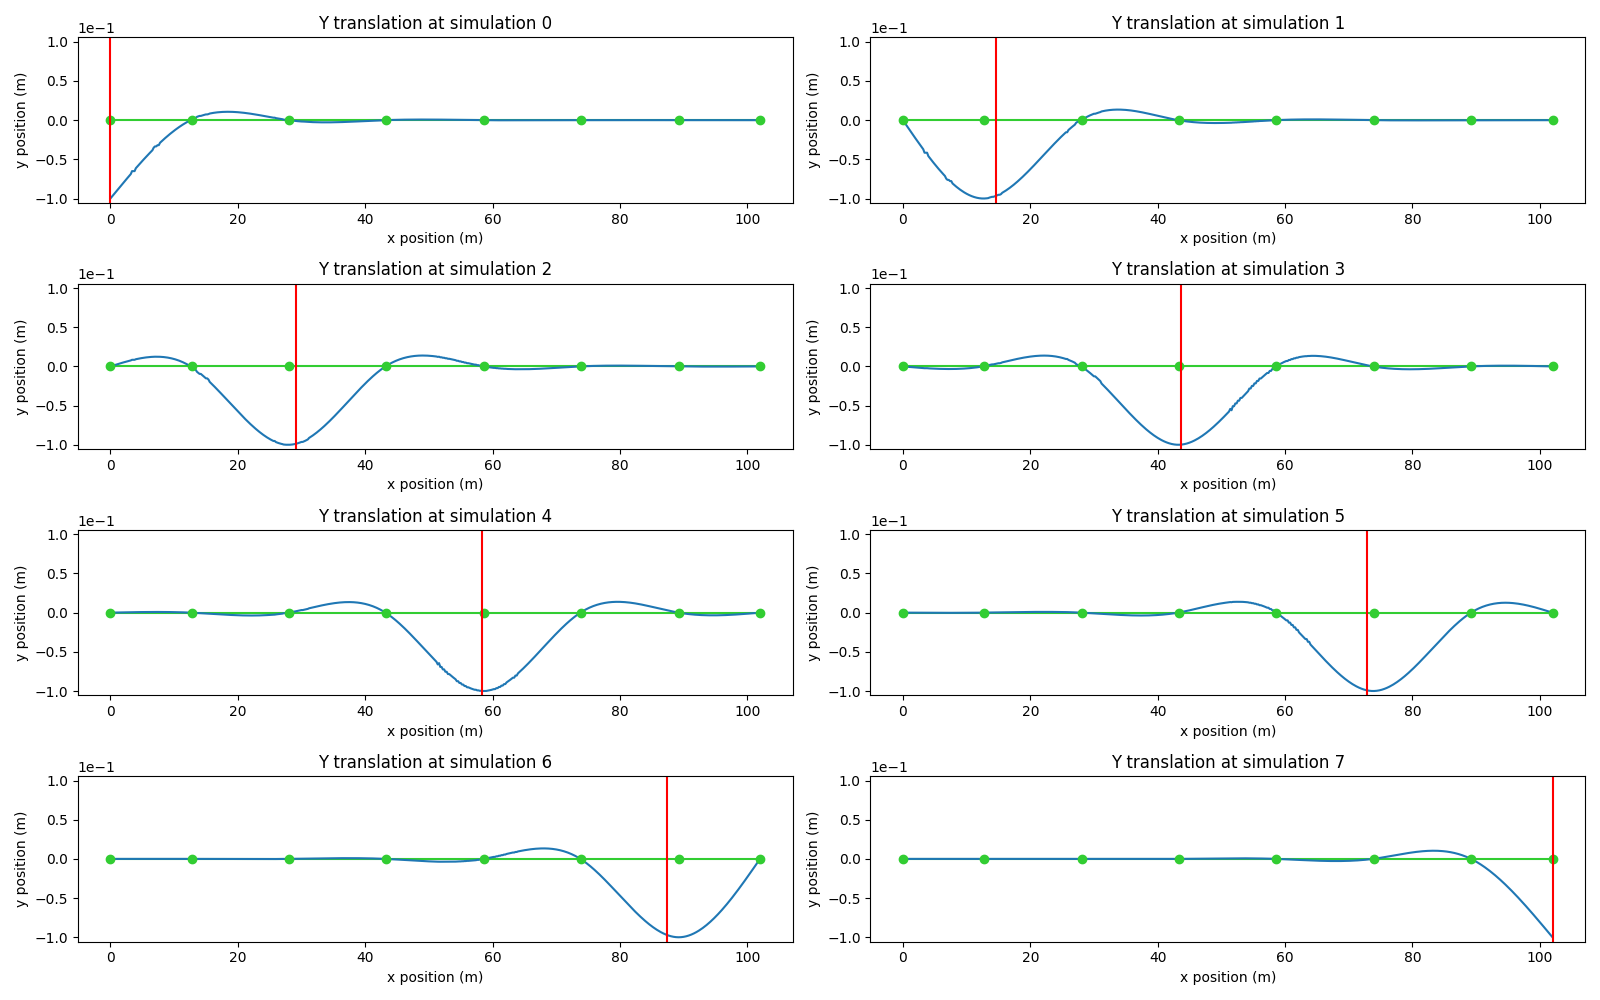 Y translation at simulation 0
1e−1
1.0
0.5
0.0
−0.5
−1.0
y position (m)
0 20 40 60 80 100
x position (m)
Y translation at simulation 1
1e−1
1.0
0.5
0.0
−0.5
−1.0
y position (m)
0 20 40 60 80 100
x position (m)
Y translation at simulation 2
1e−1
1.0
0.5
0.0
−0.5
−1.0
y position (m)
0 20 40 60 80 100
x position (m)
Y translation at simulation 3
1e−1
1.0
0.5
0.0
−0.5
−1.0
y position (m)
0 20 40 60 80 100
x position (m)
Y translation at simulation 4
1e−1
1.0
0.5
0.0
−0.5
−1.0
y position (m)
0 20 40 60 80 100
x position (m)
Y translation at simulation 5
1e−1
1.0
0.5
0.0
−0.5
−1.0
y position (m)
0 20 40 60 80 100
x position (m)
Y translation at simulation 6
1e−1
1.0
0.5
0.0
−0.5
−1.0
y position (m)
0 20 40 60 80 100
x position (m)
Y translation at simulation 7
1e−1
1.0
0.5
0.0
−0.5
−1.0
y position (m)
0 20 40 60 80 100
x position (m)